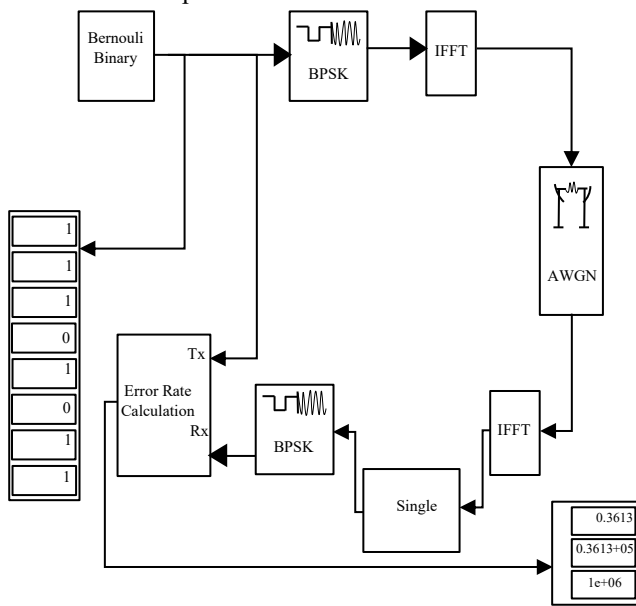 Bernouli
Binary
BPSK
IFFT
AWGN
1
1
1
0
1
0
1
1
Tx
Error Rate
Calculation
Rx
BPSK
IFFT
Single
0.3613
0.3613+05
1e+06